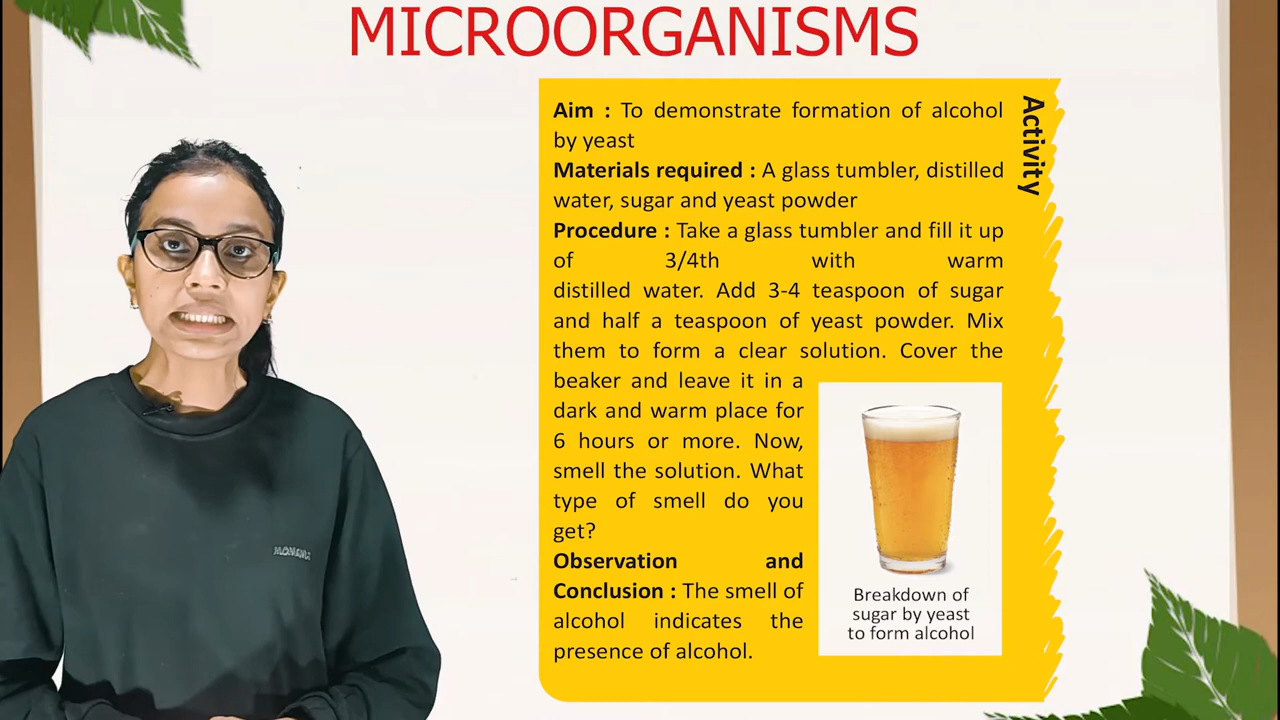 MICROORGANISMS
Activity
Aim : To demonstrate formation of alcohol
by yeast
Materials required : A glass tumbler, distilled
water, sugar and yeast powder
Procedure : Take a glass tumbler and fill it up
of 3/4th with warm
distilled water. Add 3-4 teaspoon of sugar
and half a teaspoon of yeast powder. Mix
them to form a clear solution. Cover the
beaker and leave it in a
dark and warm place for
6 hours or more. Now,
smell the solution. What
type of smell do you
get?
Observation and
Conclusion : The smell of
alcohol indicates the
presence of alcohol.
Breakdown of
sugar by yeast
to form alcohol